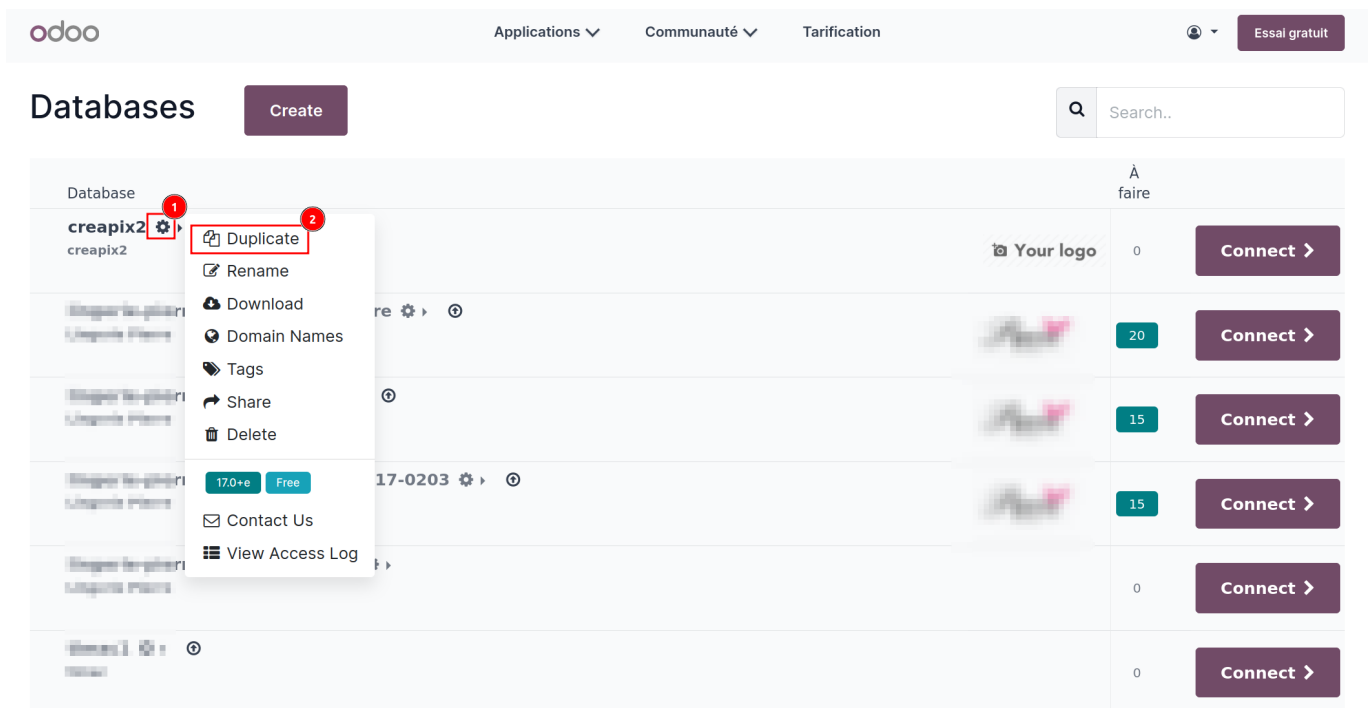 odoo
Applications
Communauté
Tarification
Essai gratuit
Databases
Create
Search..
Database
À
faire
1
creapix2
creapix2
2
Duplicate
Rename
Download
Domain Names
Tags
Share
Delete
17.0+e
Free
Contact Us
View Access Log
Your logo
0
Connect
re
20
Connect
15
Connect
17-0203
15
Connect
0
Connect
0
Connect